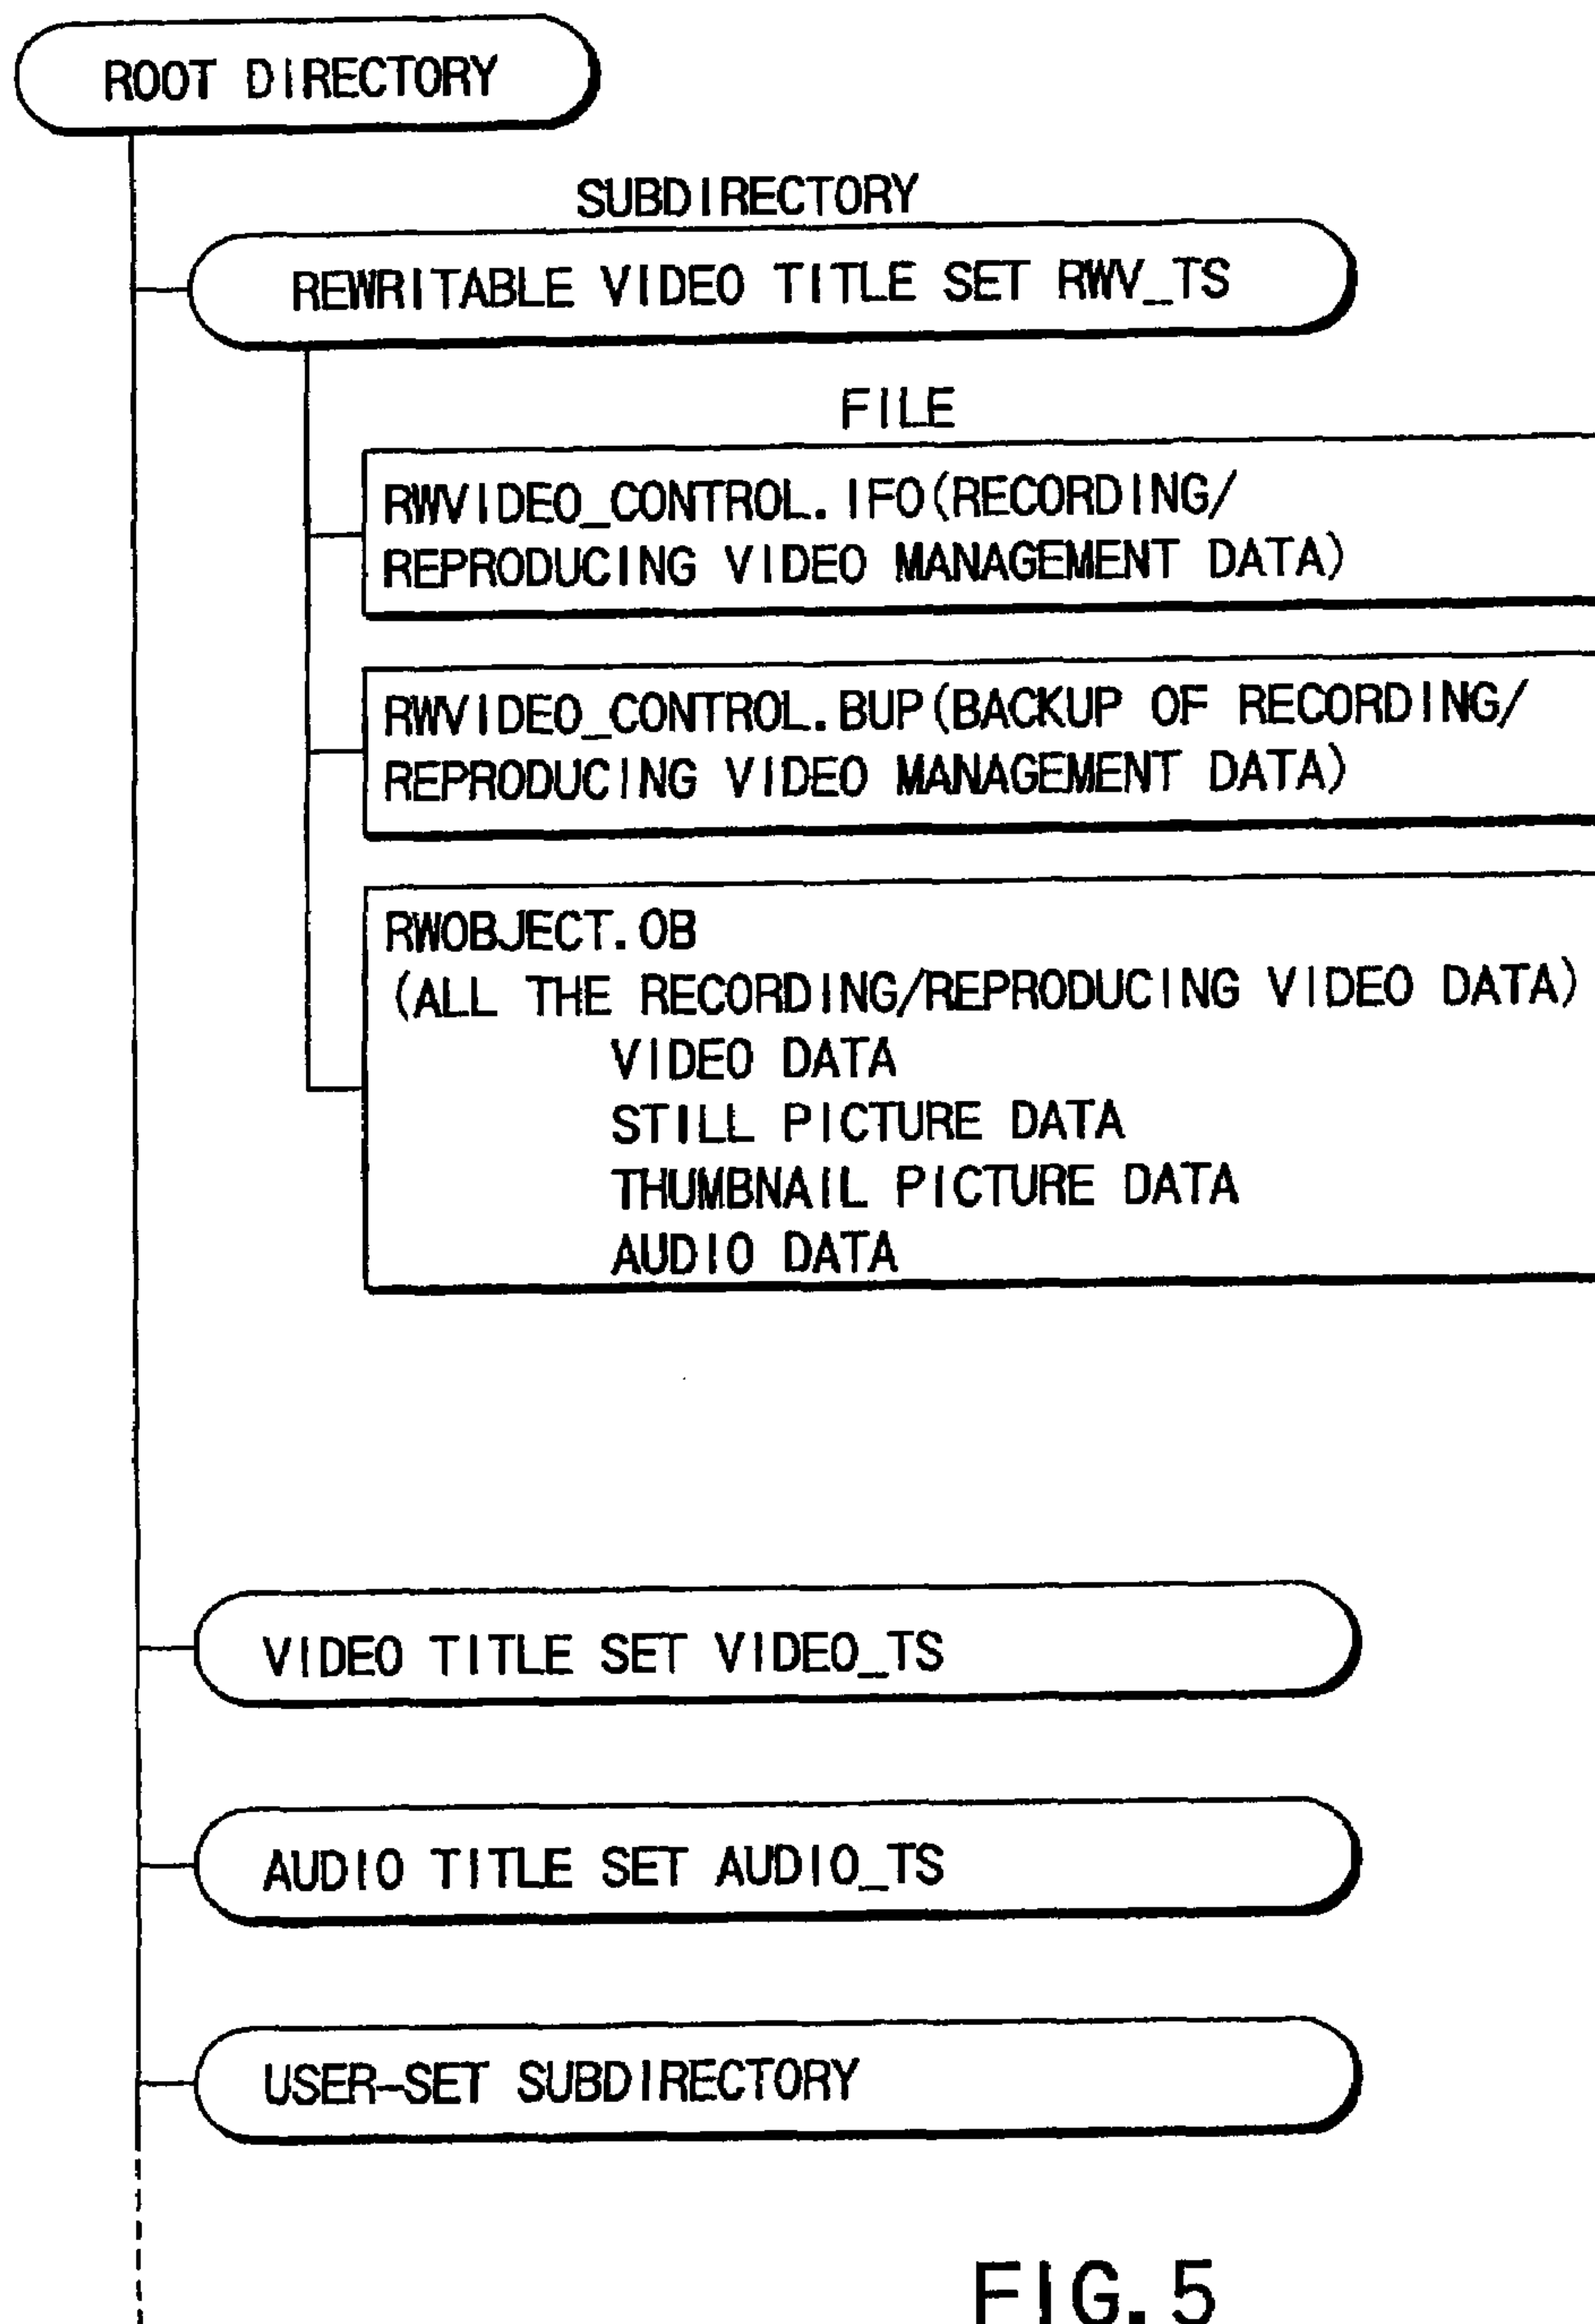 ROOT DIRECTORY
SUBDIRECTORY
REWRITABLE VIDEO TITLE SET RWV_TS
FILE
RWVIDEO_CONTROL.IFO(RECORDING/
REPRODUCING VIDEO MANAGEMENT DATA)
RWVIDEO_CONTROL.BUP(BACKUP OF RECORDING/
REPRODUCING VIDEO MANAGEMENT DATA)
RWOBJECT.OB
(ALL THE RECORDING/REPRODUCING VIDEO DATA)
VIDEO DATA
STILL PICTURE DATA
THUMBNAIL PICTURE DATA
AUDIO DATA
VIDEO TITLE SET VIDEO_TS
AUDIO TITLE SET AUDIO_TS
USER-SET SUBDIRECTORY
FIG.5